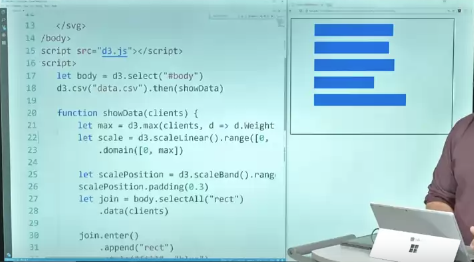 13 </svg>
14 /body>
15 script src="d3.js"></script>
16 script>
17 let body = d3.select("#body")
18 d3.csv("data.csv").then(showData)
19
20 function showData(clients) {
21 let max = d3.max(clients, d => d.Weight
22 let scale = d3.scaleLinear().range([0,
23 .domain([0, max])
24
25 let scalePosition = d3.scaleBand().rang
26 scalePosition.padding(0.3)
27 let join = body.selectAll("rect")
28 .data(clients)
29
30 join.enter()
31 .append("rect")